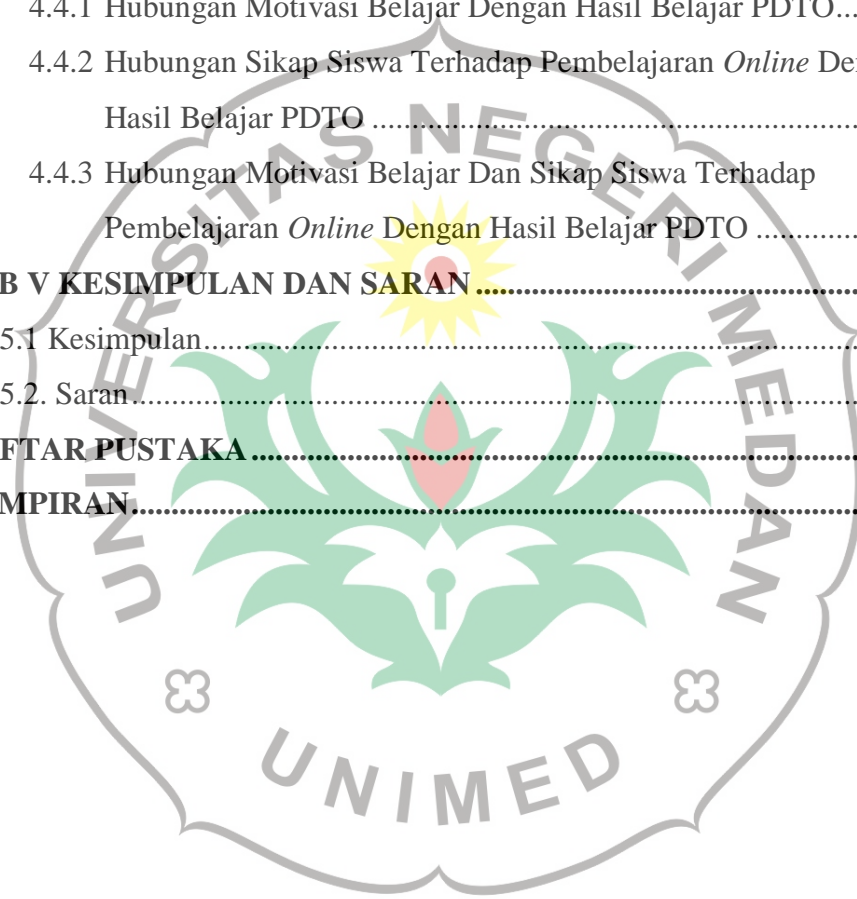 4.4.1 Hubungan Motivasi Belajar Dengan Hasil Belajar PDTO...
4.4.2 Hubungan Sikap Siswa Terhadap Pembelajaran Online
Hasil Belajar PDTO ........................................................
4.4.3 Hubungan Motivasi Belajar Dan Sikap Siswa Terhadap
Pembelajaran Online Dengan Hasil Belajar PDTO ..............
B V KESIMPULAN DAN SARAN ........................................................
5.1 Kesimpulan........................................................
5.2. Saran........................................................
FTAR PUSTAKA ........................................................
MPIRAN........................................................
UNIVERSITAS NEGERI MEDAN
UNIMED